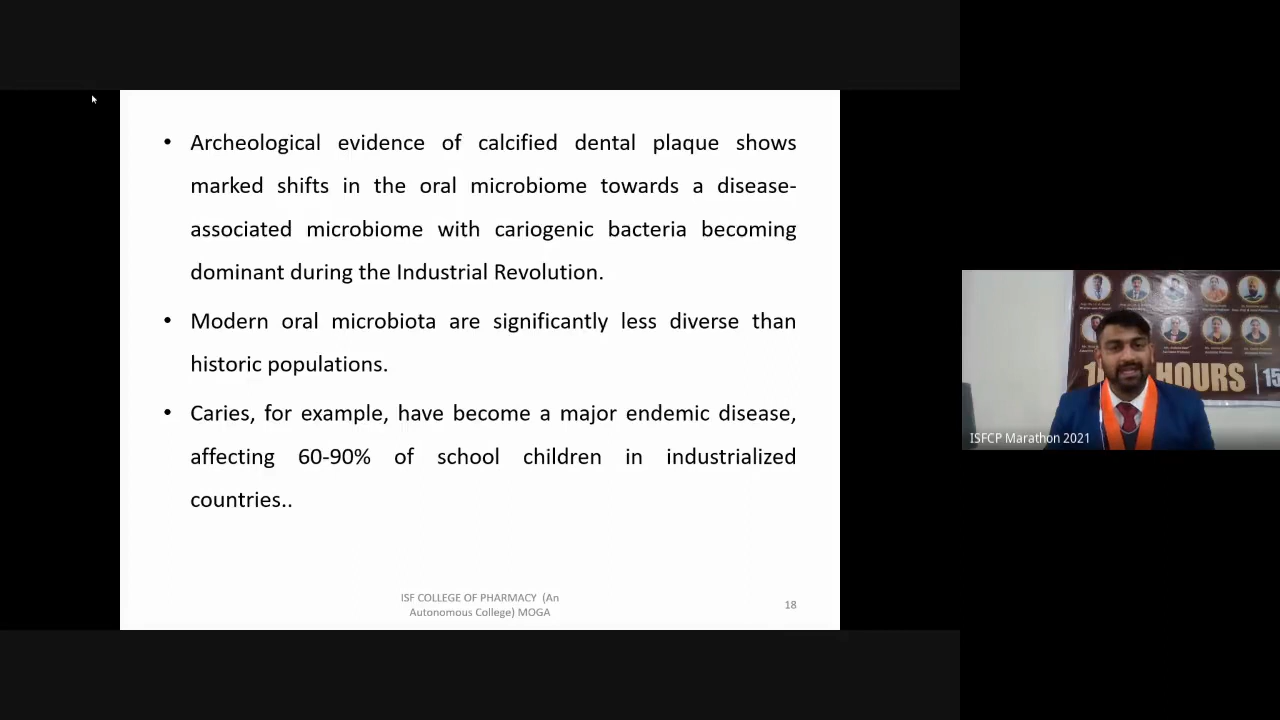 • Archeological evidence of calcified dental plaque shows
marked shifts in the oral microbiome towards a disease-
associated microbiome with cariogenic bacteria becoming
dominant during the Industrial Revolution.
• Modern oral microbiota are significantly less diverse than
historic populations.
• Caries, for example, have become a major endemic disease,
affecting 60-90% of school children in industrialized
countries..
ISF COLLEGE OF PHARMACY (An
Autonomous College) MOGA
18
HOURS
15
ISFCP Marathon 2021